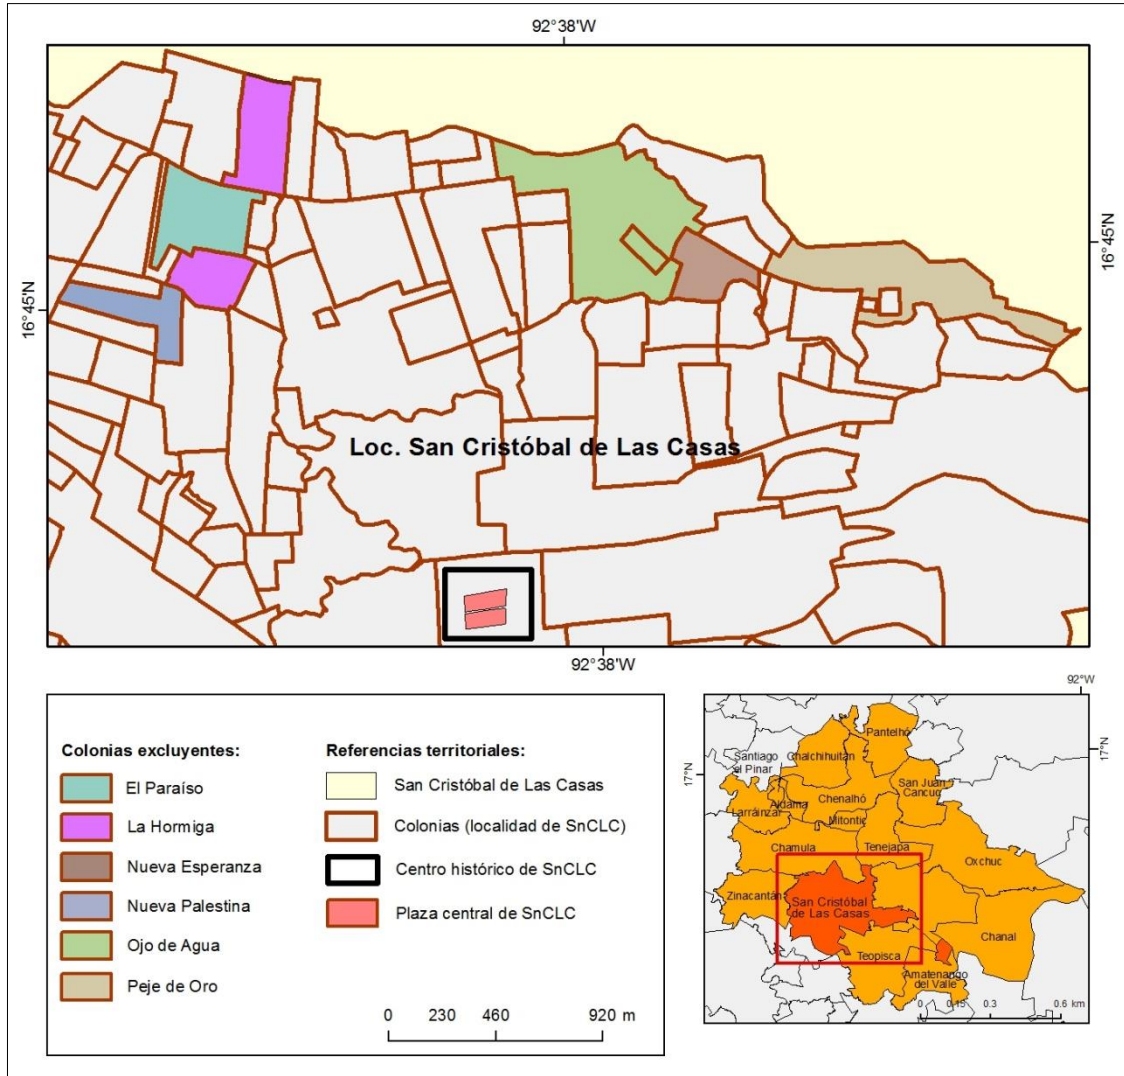 92°38'W
16°45'N
16°45'N
Loc. San Cristóbal de Las Casas
92°38'W
Colonias excluyentes:
El Paraíso
La Hormiga
Nueva Esperanza
Nueva Palestina
Ojo de Agua
Peje de Oro
Referencias territoriales:
San Cristóbal de Las Casas
Colonias (localidad de SnCLC)
Centro histórico de SnCLC
Plaza central de SnCLC
0 230 460 920 m
92°W
17°N
17°N
Pantelhó
Santiago
el Pinar
Chalchihuitán
San Juan
Cancuc
Aldama
Chenalhó
Larráinzar
Mitontic
Chamula
Tenejapa
Oxchuc
Zinacantán
San Cristóbal
de Las Casas
Chanal
Teopisca
Amatenango
del Valle
0 0.15 0.3 0.6 km